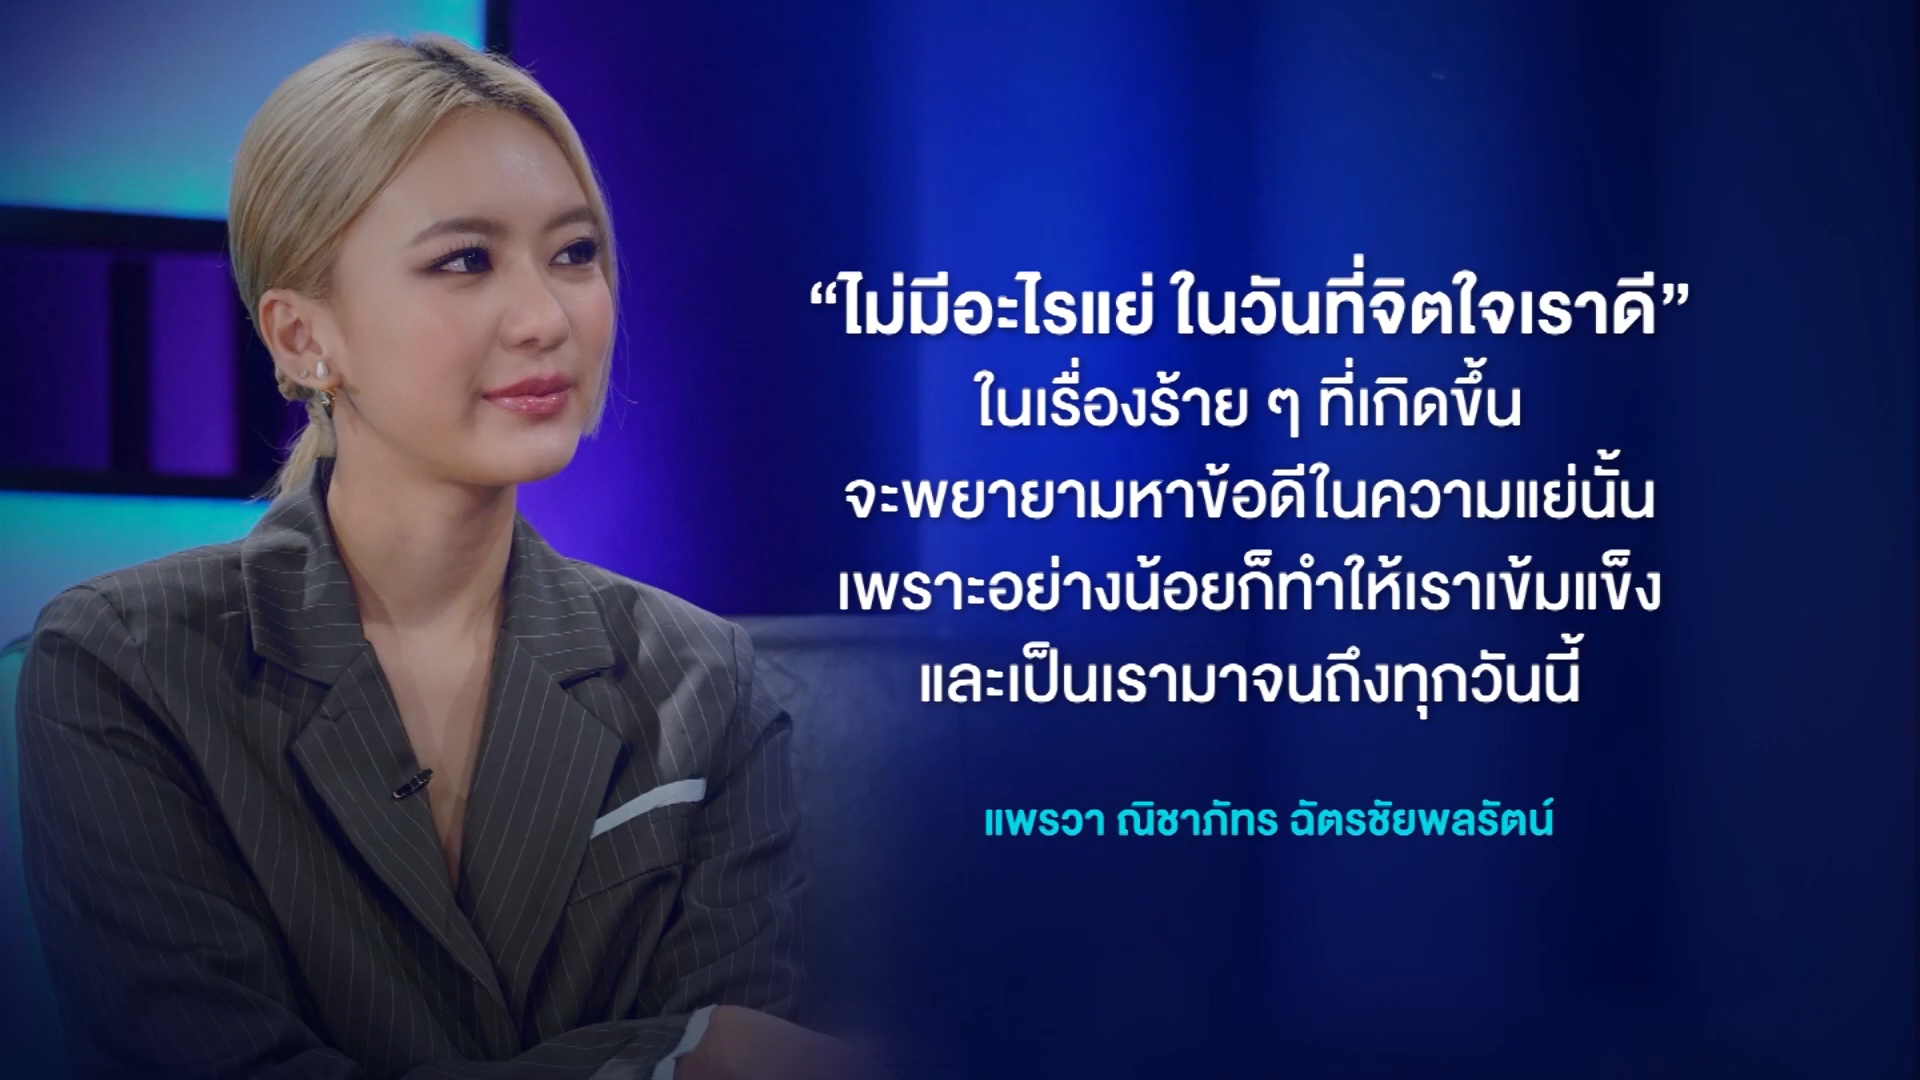 “ไม่มีอะไรแย่ ในวันที่จิตใจเราดี”
ในเรื่องร้าย ๆ ที่เกิดขึ้น
จะพยายามหาข้อดีในความแย่นั้น
เพราะอย่างน้อยก็ทำให้เราเข้มแข็ง
และเป็นเรามาจนถึงทุกวันนี้
แพรวา ณิชาภัทร ฉัตรชัยพลรัตน์